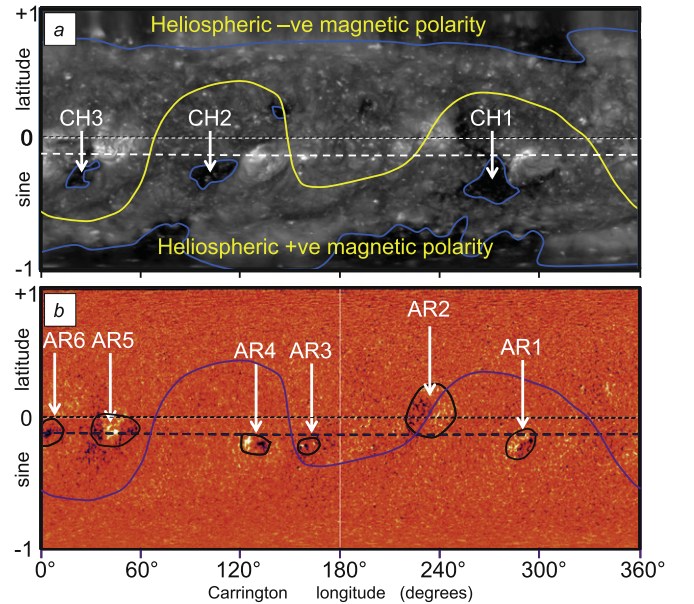 +1
a
Heliospheric –ve magnetic polarity
latitude
CH3
CH2
CH1
0
sine
Heliospheric +ve magnetic polarity
-1
+1
b
AR2
AR6
AR5
AR4
AR3
AR1
latitude
0
sine
-1
0° 60° 120° 180° 240° 300° 360°
Carrington longitude (degrees)